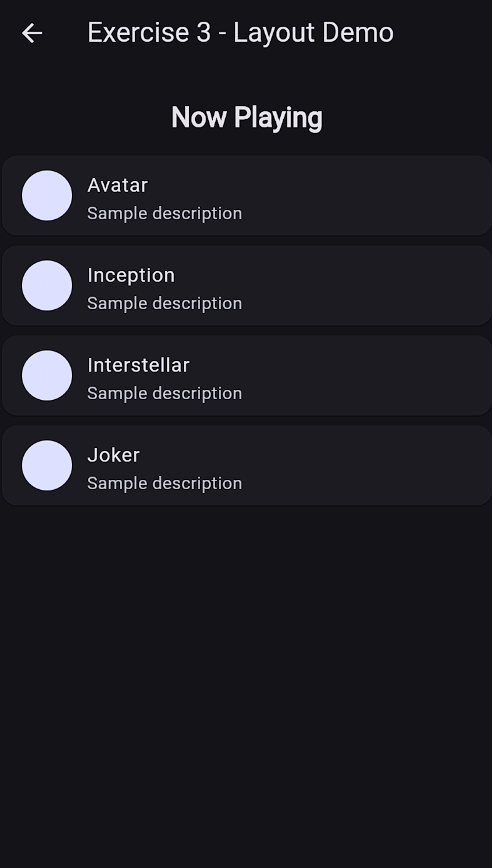 Exercise 3 - Layout Demo
Now Playing
Avatar
Sample description
Inception
Sample description
Interstellar
Sample description
Joker
Sample description